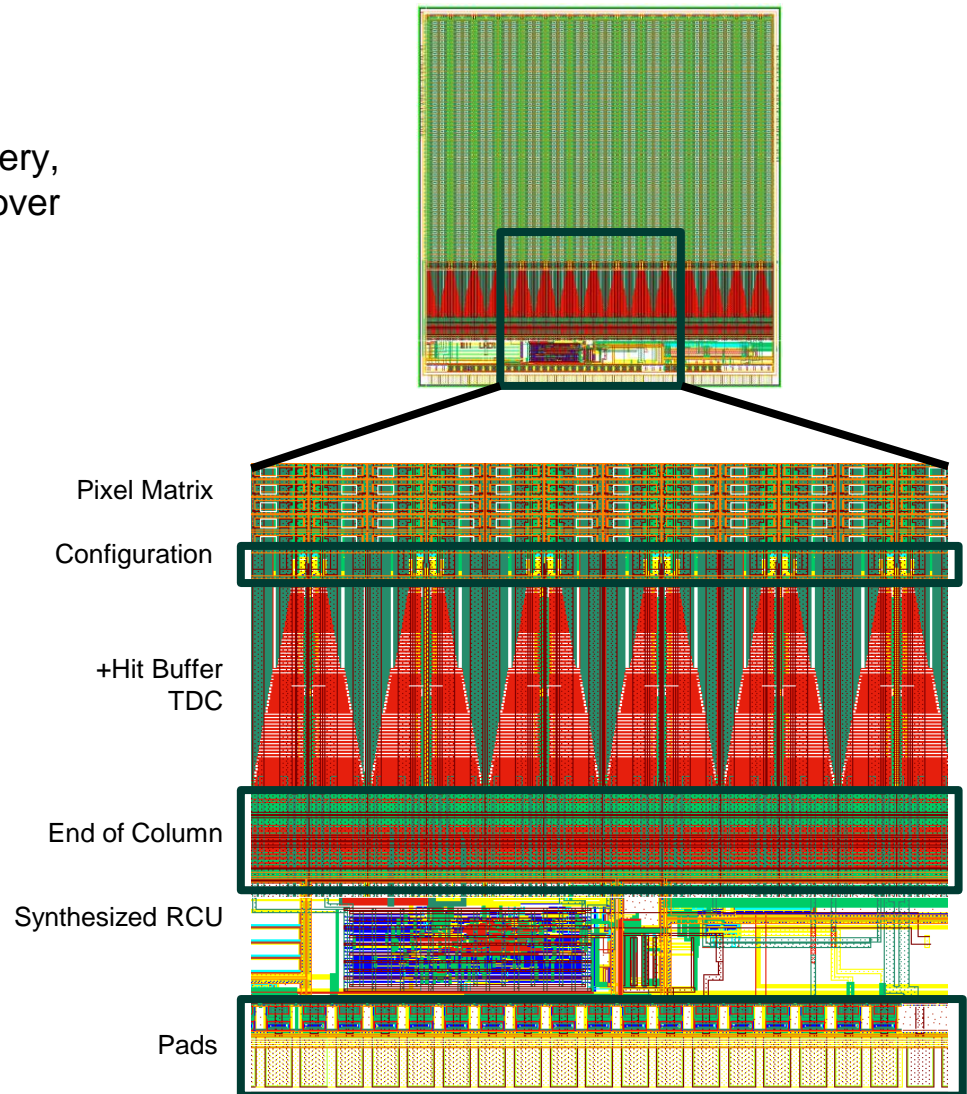 ery,
over
Pixel Matrix
Configuration
+Hit Buffer
TDC
End of Column
Synthesized RCU
Pads